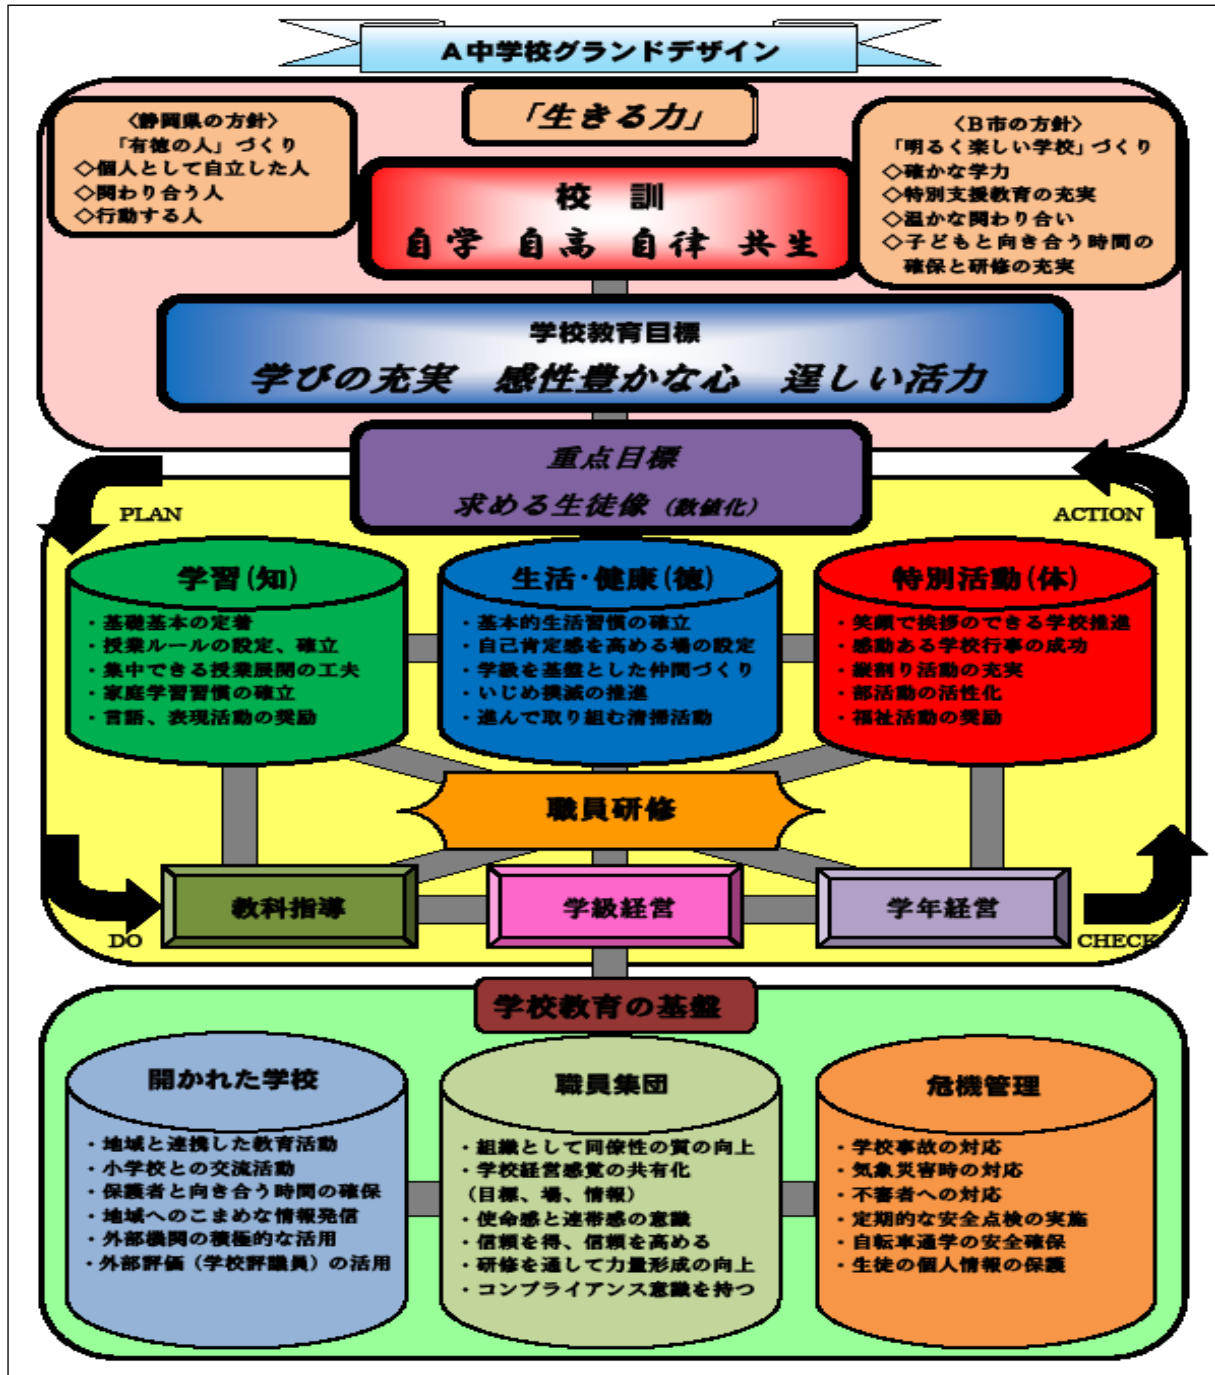 A中学校グランドデザイン
「生きる力」
〈静岡県の方針〉
「有徳の人」づくり
◇個人として自立した人
◇関わり合う人
◇行動する人
〈B市の方針〉
「明るく楽しい学校」づくり
◇確かな学力
◇特別支援教育の充実
◇温かな関わり合い
◇子どもと向き合う時間の
確保と研修の充実
校 訓
自学 自高 自律 共生
学校教育目標
学びの充実 感性豊かな心 逞しい活力
重点目標
求める生徒像（数値化）
PLAN
ACTION
学習(知)
・基礎基本の定着
・授業ルールの設定、確立
・集中できる授業展開の工夫
・家庭学習習慣の確立
・言語、表現活動の奨励
生活・健康(徳)
・基本的生活習慣の確立
・自己肯定感を高める場の設定
・学級を基盤とした仲間づくり
・いじめ撲滅の推進
・進んで取り組む清掃活動
特別活動(体)
・笑顔で挨拶のできる学校推進
・感動ある学校行事の成功
・縦割り活動の充実
・部活動の活性化
・福祉活動の奨励
職員研修
教科指導
学級経営
学年経営
DO
CHECK
学校教育の基盤
開かれた学校
・地域と連携した教育活動
・小学校との交流活動
・保護者と向き合う時間の確保
・地域へのこまめな情報発信
・外部機関の積極的な活用
・外部評価（学校評議員）の活用
職員集団
・組織として同僚性の質の向上
・学校経営感覚の共有化
（目標、場、情報）
・使命感と連帯感の意識
・信頼を得、信頼を高める
・研修を通して力量形成の向上
・コンプライアンス意識を持つ
危機管理
・学校事故の対応
・気象災害時の対応
・不審者への対応
・定期的な安全点検の実施
・自転車通学の安全確保
・生徒の個人情報の保護